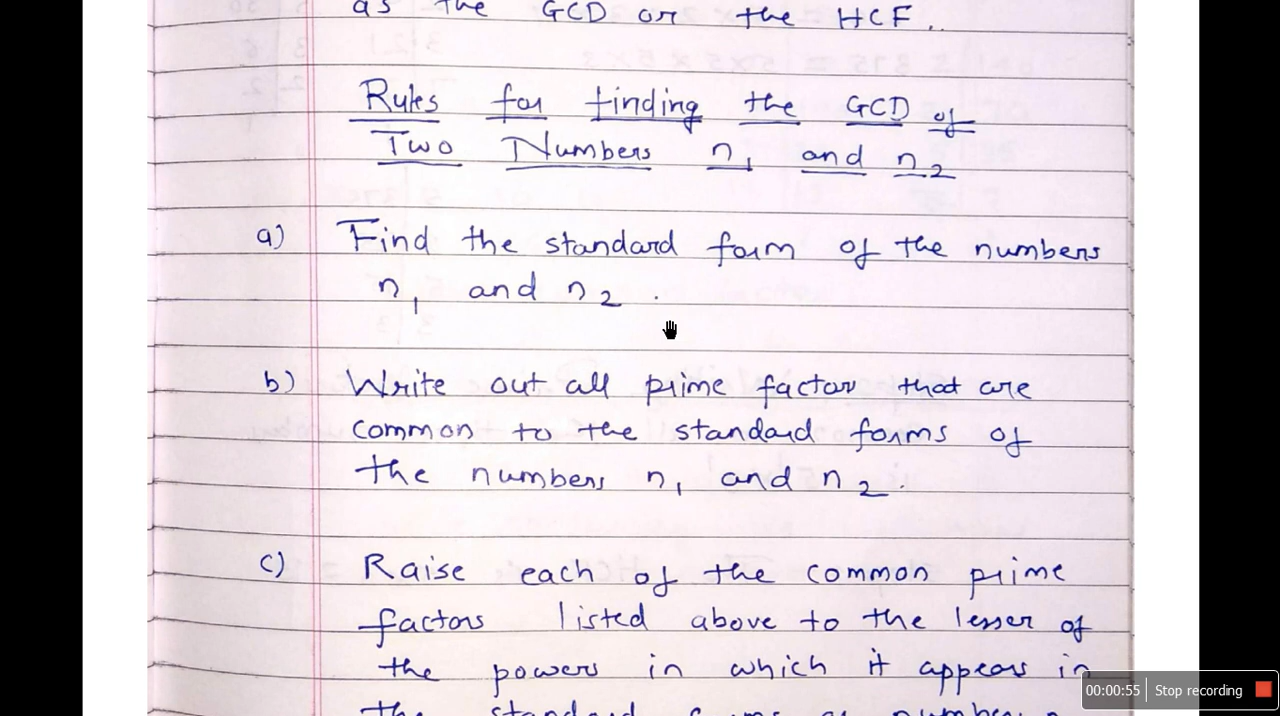 as the GCD or the HCF.
Rules for finding the GCD of
Two Numbers n₁ and n₂
a) Find the standard form of the numbers
n₁ and n₂.
b) Write out all prime factors that are
common to the standard forms of
the numbers n₁ and n₂.
c) Raise each of the common prime
factors listed above to the lesser of
the powers in which it appears in
the standard
00:00:55 Stop recording